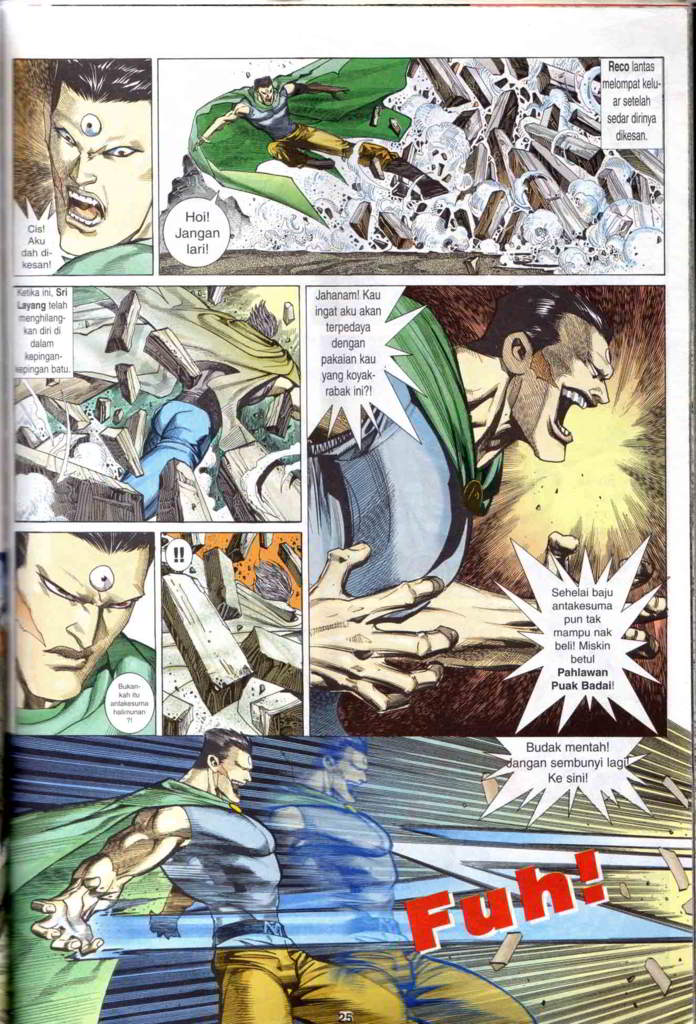 Cis!
Aku
dah di-
kesan!
Reco lantas
melompat kelu-
ar setelah
sedar dirinya
dikesan.
Hoi!
Jangan
lari!
Ketika ini, Sri
Layang telah
menghilang-
kan diri di
dalam
kepingan-
kepingan batu.
Jahanam! Kau
ingat aku akan
terpedaya
dengan
pakaian kau
yang koyak-
rabak ini?!
Sehelai baju
antakesuma
pun tak
mampu nak
beli! Miskin
betul
Pahlawan
Puak Badai!
Bukan-
kah itu
antakesuma
halimunan
?!
!!
Budak mentah!
Jangan sembunyi lagi!
Ke sini!
Fuh!
25